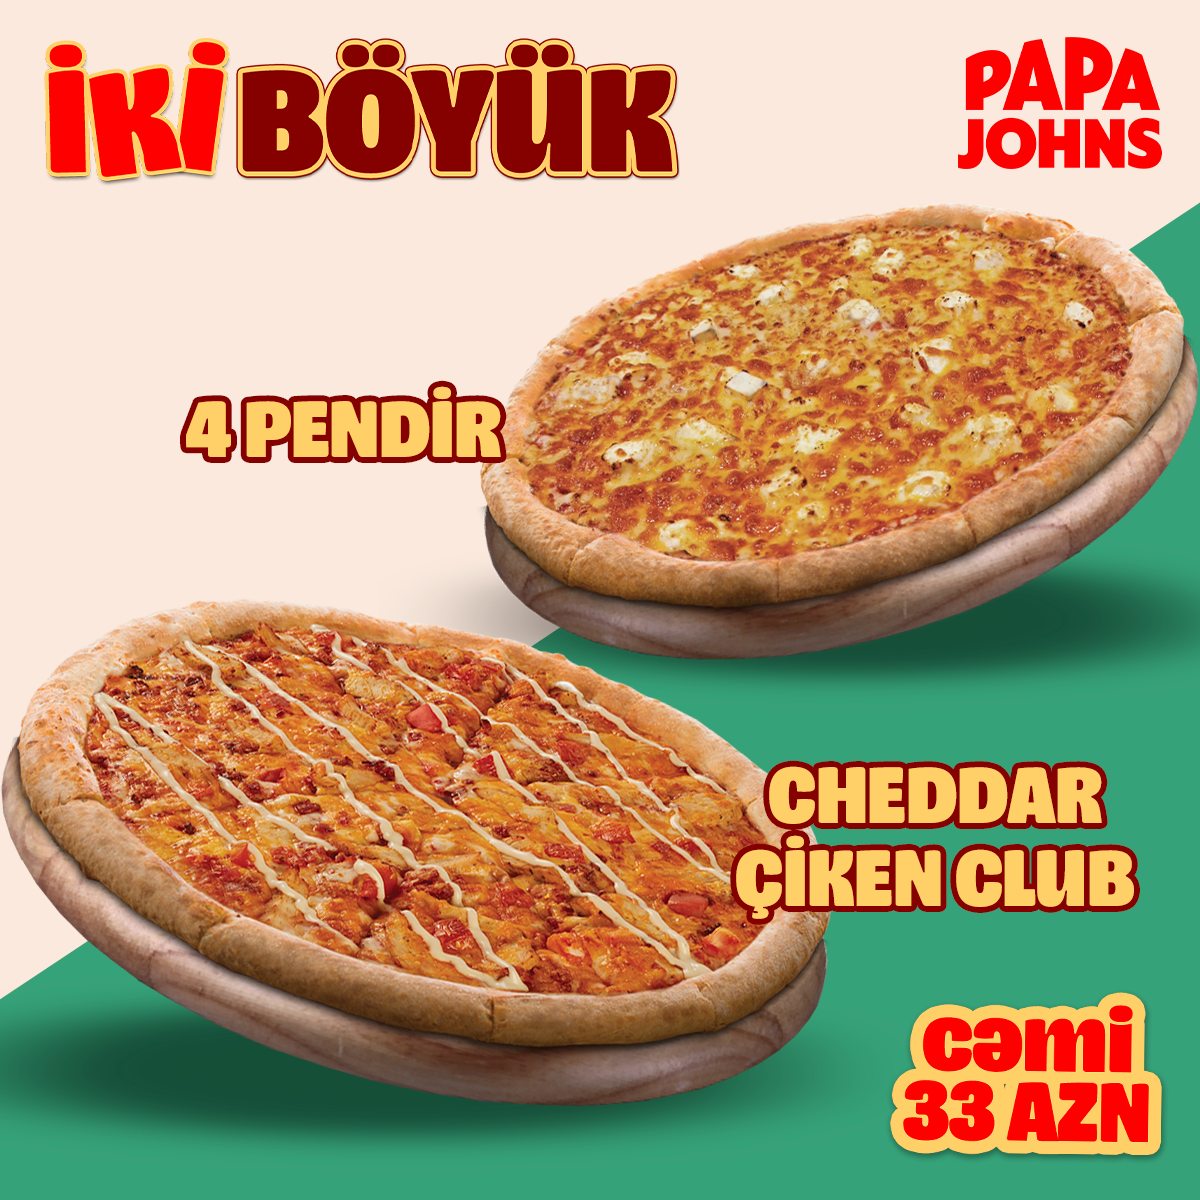 İKİ BÖYÜK
PAPA
JOHNS
4 PENDİR
CHEDDAR
ÇİKEN CLUB
cəmi
33 AZN